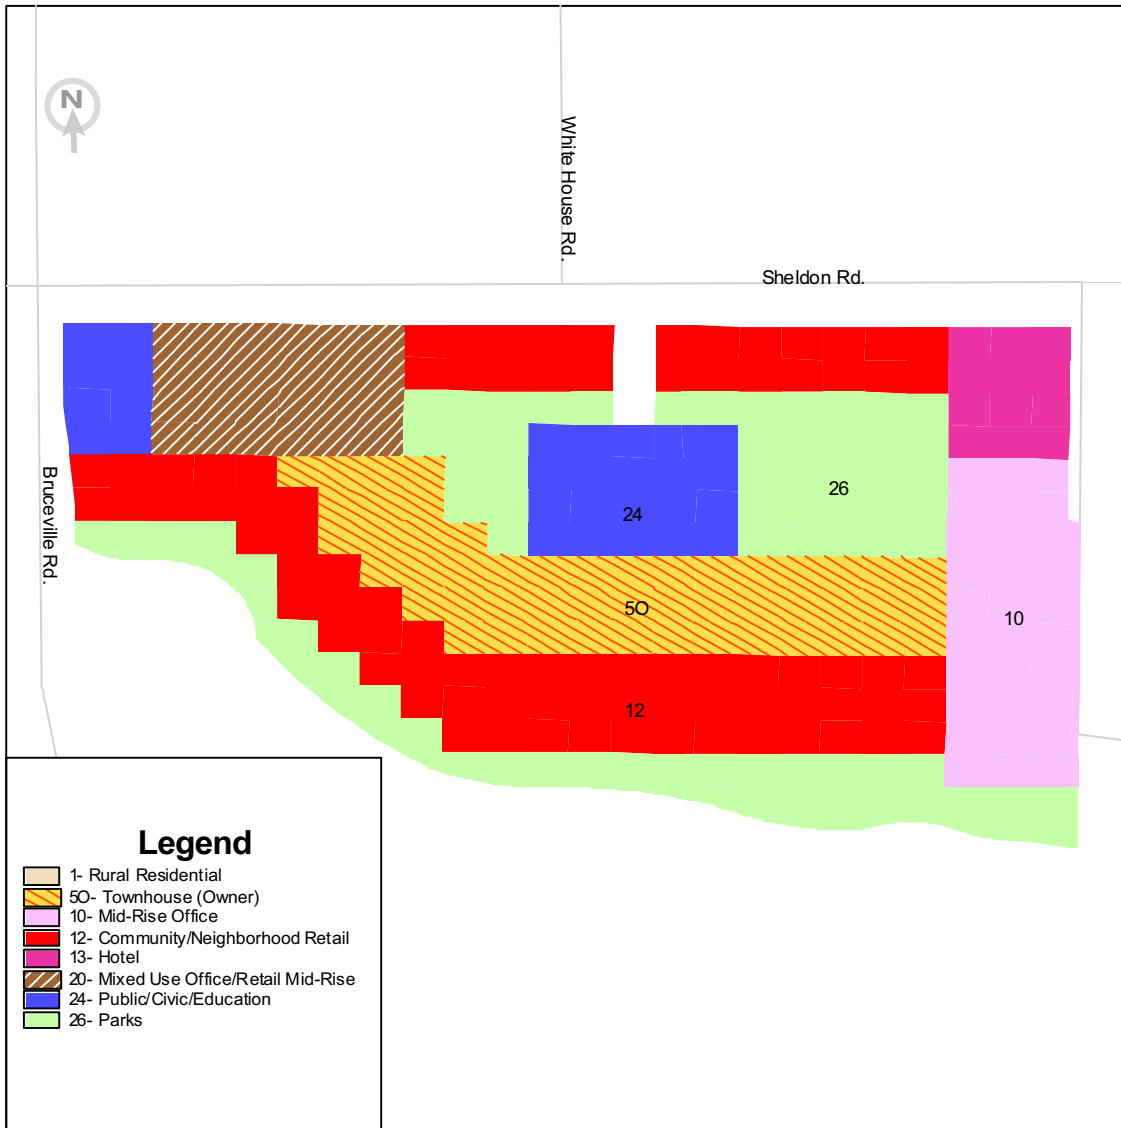 N
White House Rd.
Sheldon Rd.
Bruceville Rd.
26
24
5O
10
12
Legend
1- Rural Residential
5O- Townhouse (Owner)
10- Mid-Rise Office
12- Community/Neighborhood Retail
13- Hotel
20- Mixed Use Office/Retail Mid-Rise
24- Public/Civic/Education
26- Parks